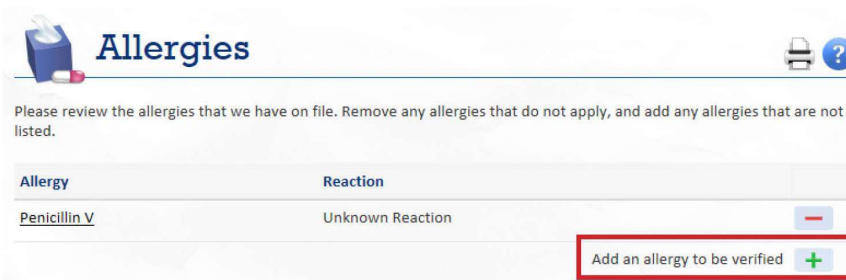 Allergies
?
Please review the allergies that we have on file. Remove any allergies that do not apply, and add any allergies that are not
listed.
Allergy Reaction
Penicillin V Unknown Reaction
Add an allergy to be verified